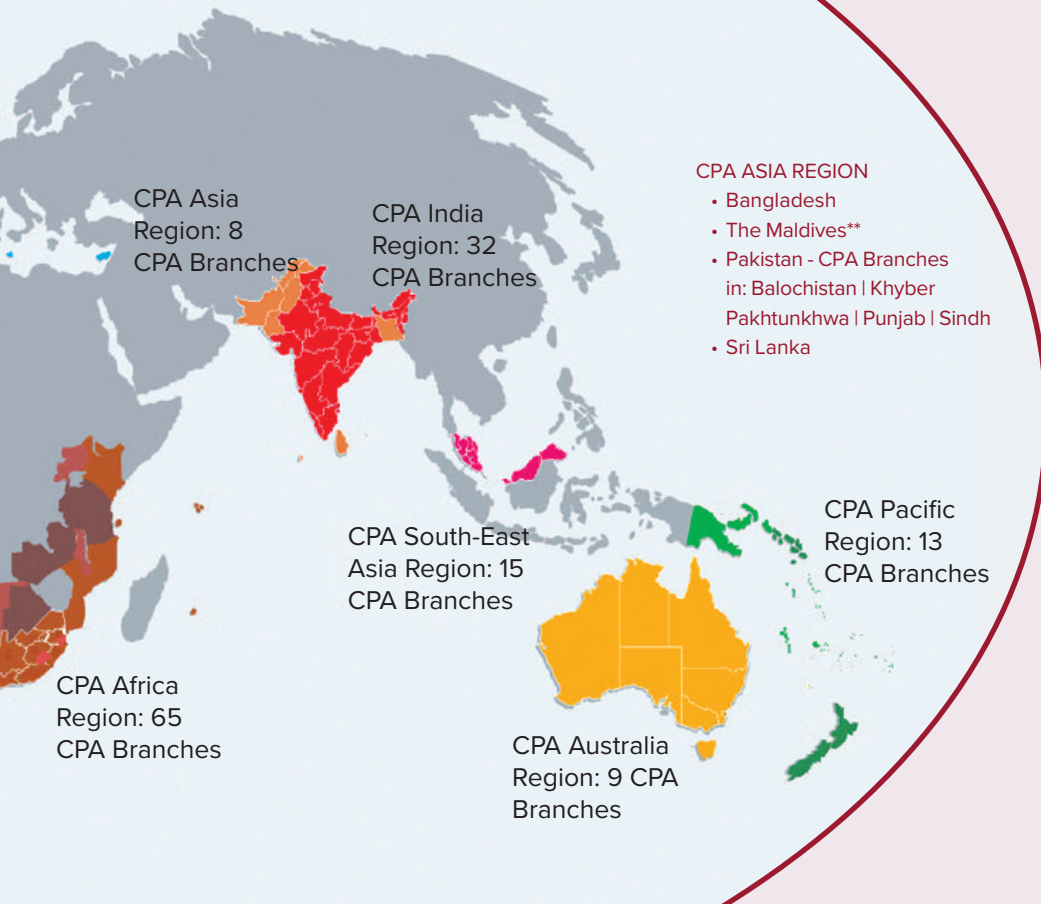 CPA Asia
Region: 8
CPA Branches
CPA India
Region: 32
CPA Branches
CPA ASIA REGION
• Bangladesh
• The Maldives**
• Pakistan - CPA Branches
in: Balochistan | Khyber
Pakhtunkhwa | Punjab | Sindh
• Sri Lanka
CPA South-East
Asia Region: 15
CPA Branches
CPA Pacific
Region: 13
CPA Branches
CPA Africa
Region: 65
CPA Branches
CPA Australia
Region: 9 CPA
Branches